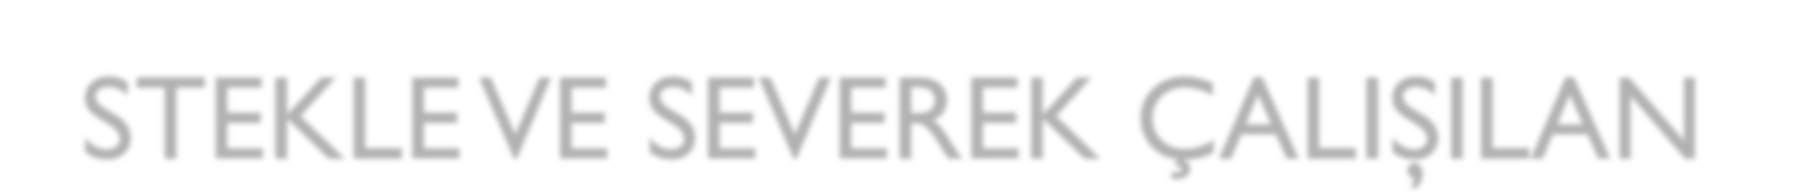 STEKLE VE SEVEREK ÇALIŞILAN